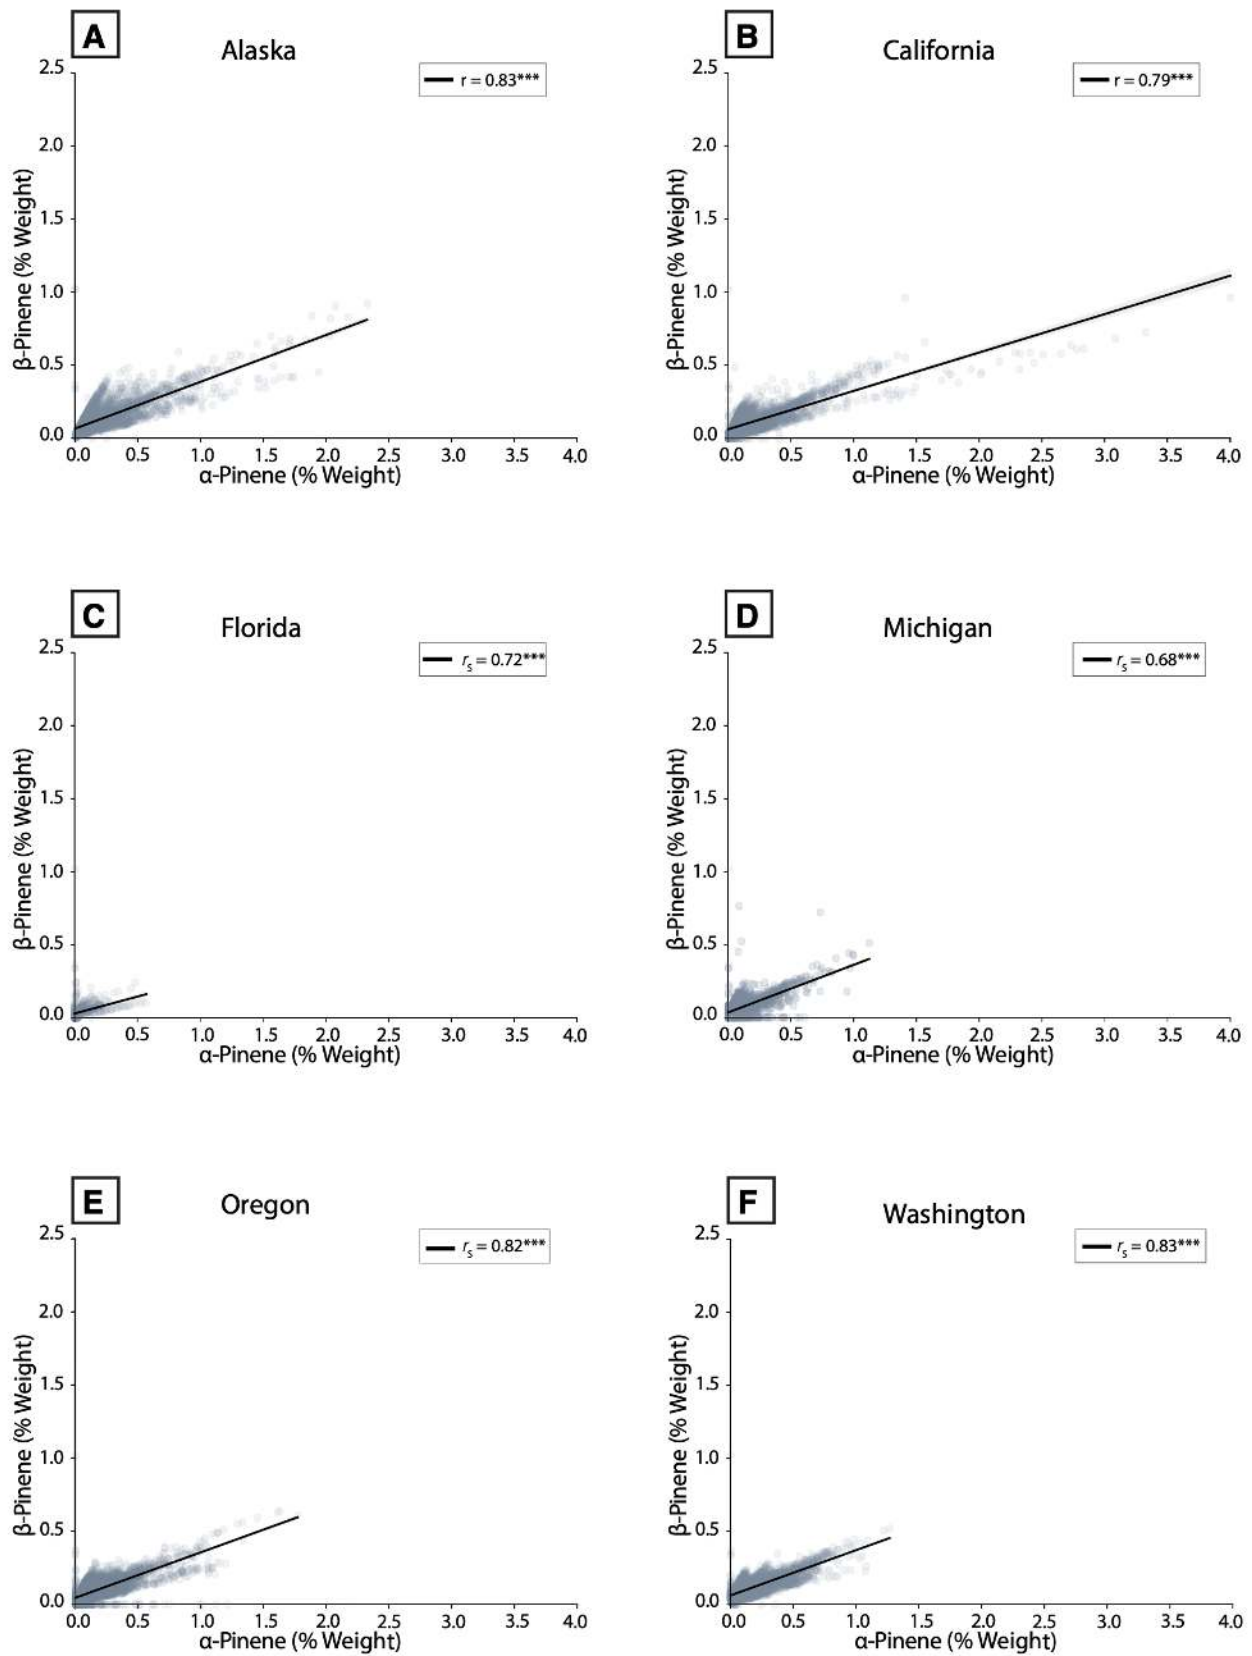 A
Alaska
r = 0.83***
2.5
2.0
1.5
1.0
0.5
0.0
β-Pinene (% Weight)
0.0 0.5 1.0 1.5 2.0 2.5 3.0 3.5 4.0
α-Pinene (% Weight)
B
California
r = 0.79***
2.5
2.0
1.5
1.0
0.5
0.0
β-Pinene (% Weight)
0.0 0.5 1.0 1.5 2.0 2.5 3.0 3.5 4.0
α-Pinene (% Weight)
C
Florida
rs = 0.72***
2.5
2.0
1.5
1.0
0.5
0.0
β-Pinene (% Weight)
0.0 0.5 1.0 1.5 2.0 2.5 3.0 3.5 4.0
α-Pinene (% Weight)
D
Michigan
rs = 0.68***
2.5
2.0
1.5
1.0
0.5
0.0
β-Pinene (% Weight)
0.0 0.5 1.0 1.5 2.0 2.5 3.0 3.5 4.0
α-Pinene (% Weight)
E
Oregon
rs = 0.82***
2.5
2.0
1.5
1.0
0.5
0.0
β-Pinene (% Weight)
0.0 0.5 1.0 1.5 2.0 2.5 3.0 3.5 4.0
α-Pinene (% Weight)
F
Washington
rs = 0.83***
2.5
2.0
1.5
1.0
0.5
0.0
β-Pinene (% Weight)
0.0 0.5 1.0 1.5 2.0 2.5 3.0 3.5 4.0
α-Pinene (% Weight)